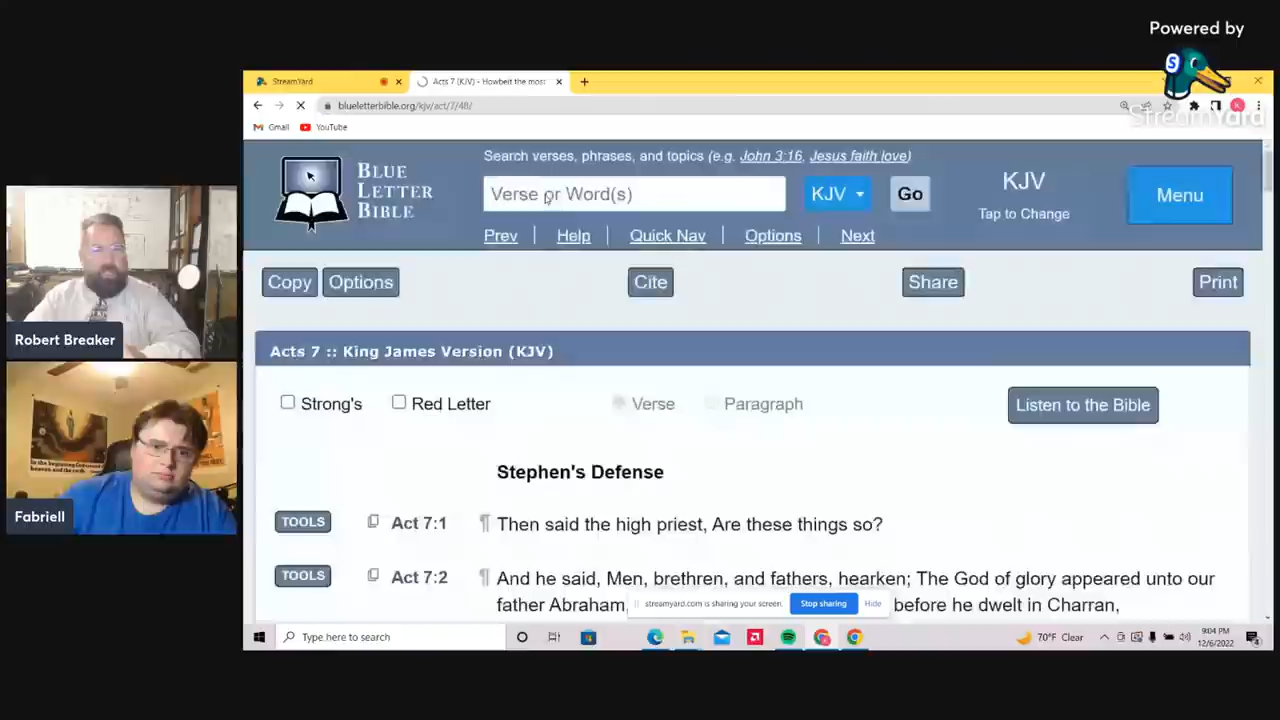 Powered by
StreamYard
StreamYard
Acts 7 (KJV) - Howbeit the mos
blueletterbible.org/kjv/act/7/48/
Gmail
YouTube
Search verses, phrases, and topics (e.g. John 3:16, Jesus faith love)
BLUE
LETTER
BIBLE
Verse or Word(s)
KJV
Go
KJV
Tap to Change
Menu
Prev
Help
Quick Nav
Options
Next
Copy
Options
Cite
Share
Print
Acts 7 :: King James Version (KJV)
Strong's
Red Letter
Verse
Paragraph
Listen to the Bible
Stephen's Defense
TOOLS
Act 7:1
¶ Then said the high priest, Are these things so?
TOOLS
Act 7:2
¶ And he said, Men, brethren, and fathers, hearken; The God of glory appeared unto our
father Abraham, before he dwelt in Charran,
streamyard.com is sharing your screen.
Stop sharing
Hide
Type here to search
70°F Clear
9:04 PM
12/6/2022
Robert Breaker
Fabriell